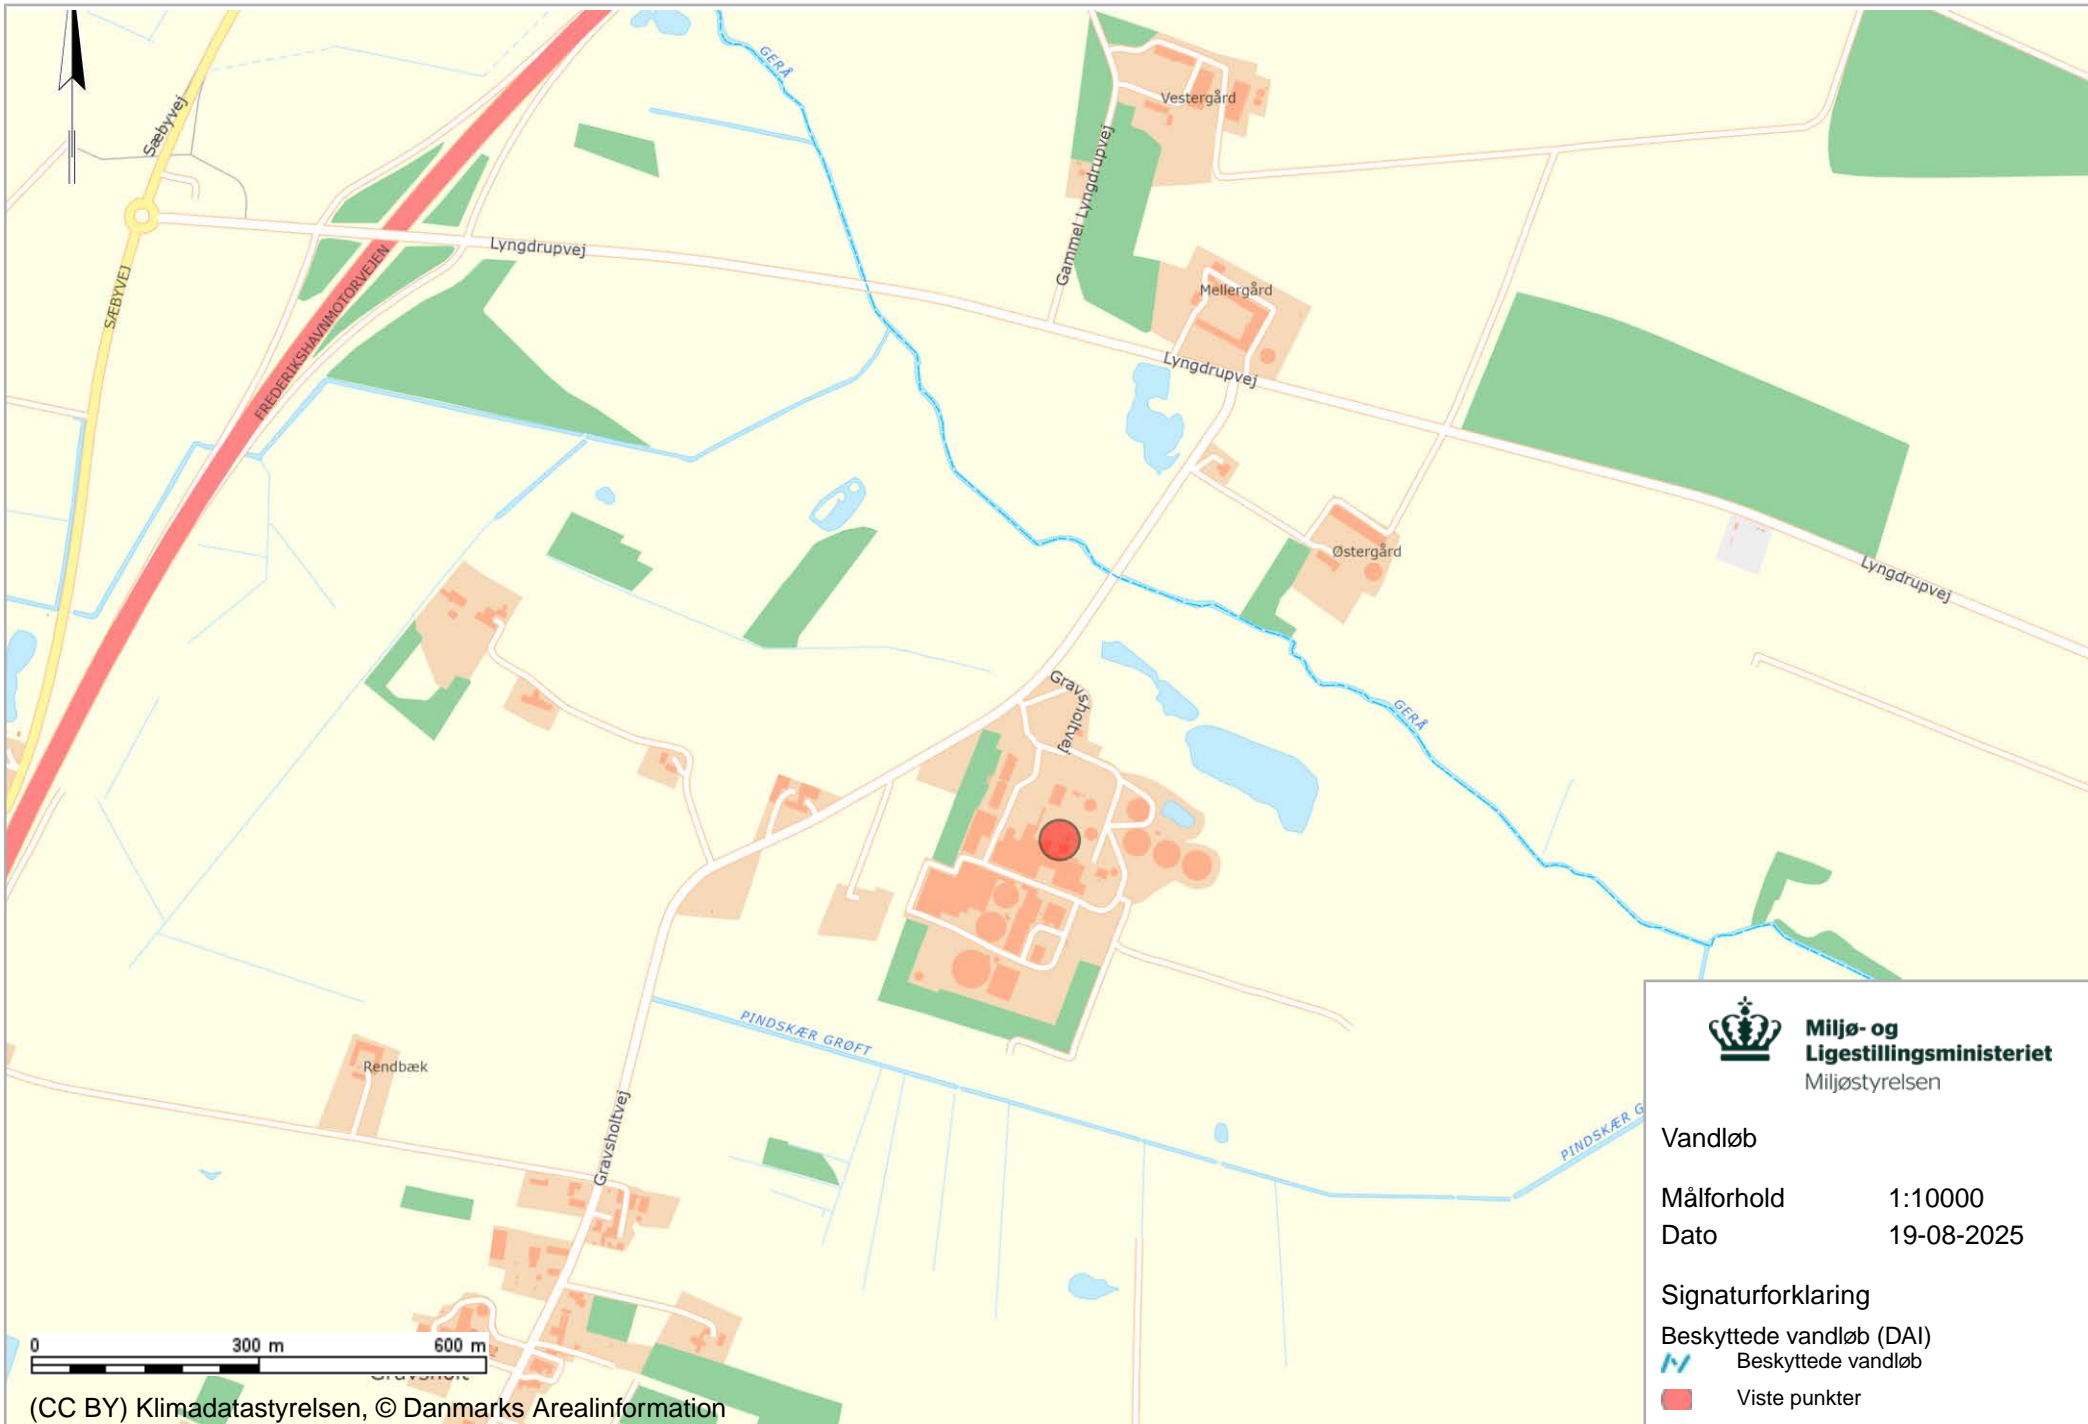 GERÅ
Vestergård
Sæbyvej
Gammel Lyngdrupvej
Lyngdrupvej
SÆBYVEJ
FREDERIKSHAVNMOTORVEJEN
Mellergård
Lyngdrupvej
Østergård
Lyngdrupvej
Gravsholtvej
GERÅ
PINDSKÆR GRØFT
Rendbæk
Gravsholtvej
PINDSKÆR G
Miljø- og
Ligestillingsministeriet
Miljøstyrelsen
Vandløb
Målforhold 1:10000
Dato 19-08-2025
Signaturforklaring
Beskyttede vandløb (DAI)
Beskyttede vandløb
Viste punkter
0 300 m 600 m
Gravsholt
(CC BY) Klimadatastyrelsen, © Danmarks Arealinformation